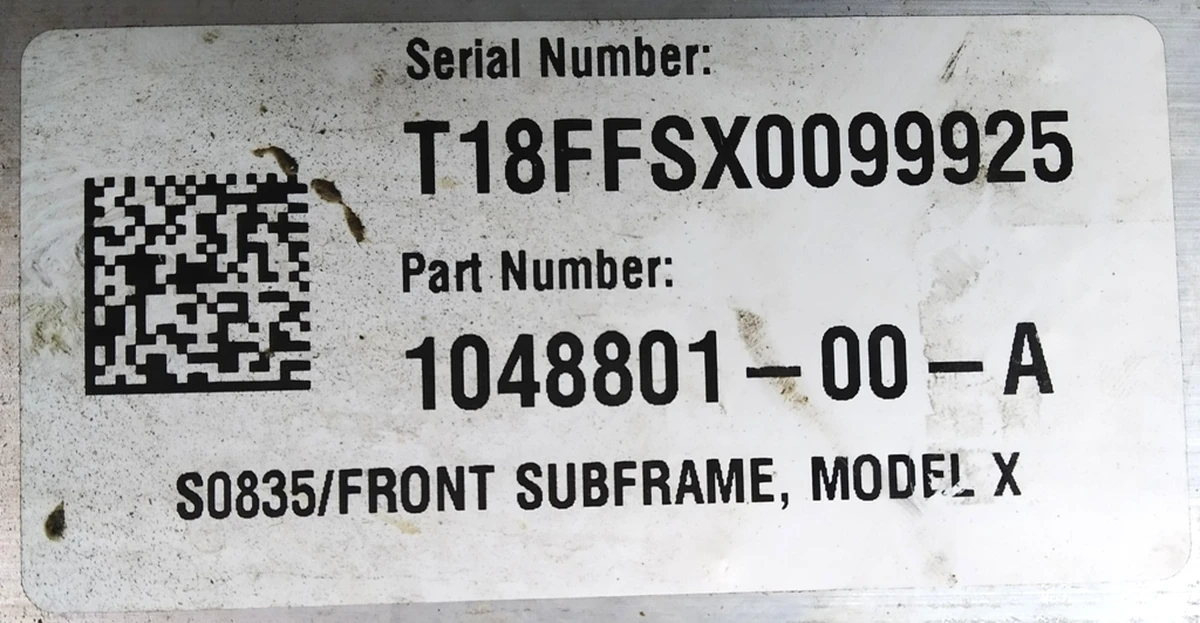 Serial Number:
T18FFSX0099925
Part Number:
1048801-00-A
S0835/FRONT SUBFRAME, MODEL X